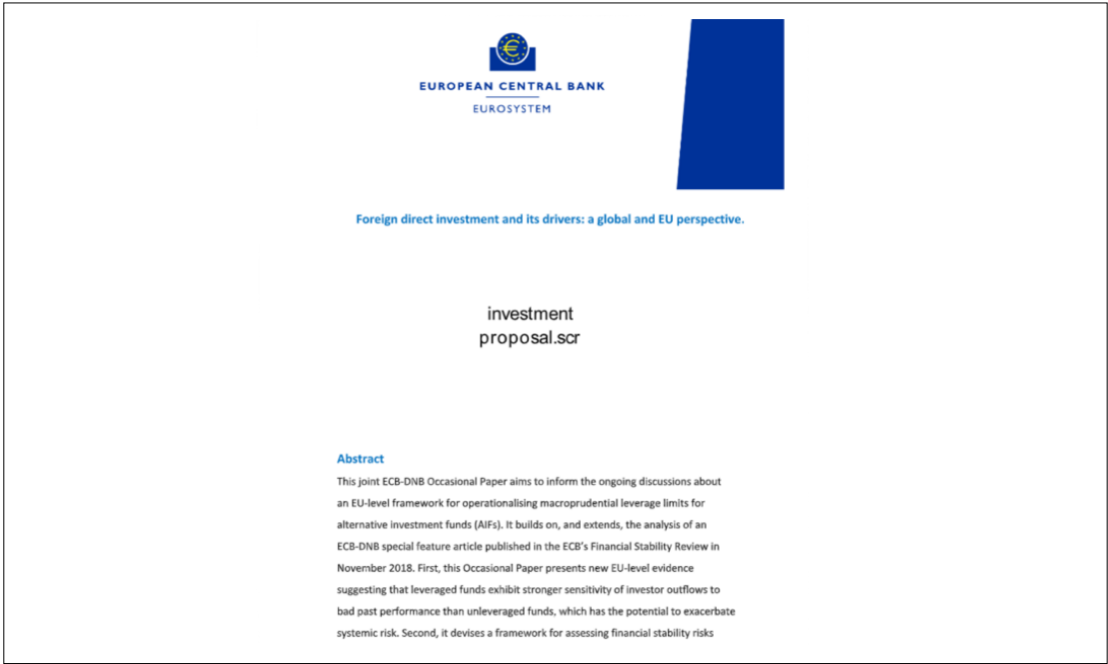 EUROPEAN CENTRAL BANK
EUROSYSTEM
Foreign direct investment and its drivers: a global and EU perspective.
investment
proposal.scr
Abstract
This joint ECB-DNB Occasional Paper aims to inform the ongoing discussions about
an EU-level framework for operationalising macroprudential leverage limits for
alternative investment funds (AIFs). It builds on, and extends, the analysis of an
ECB-DNB special feature article published in the ECB's Financial Stability Review in
November 2018. First, this Occasional Paper presents new EU-level evidence
suggesting that leveraged funds exhibit stronger sensitivity of investor outflows to
bad past performance than unleveraged funds, which has the potential to exacerbate
systemic risk. Second, it devises a framework for assessing financial stability risks